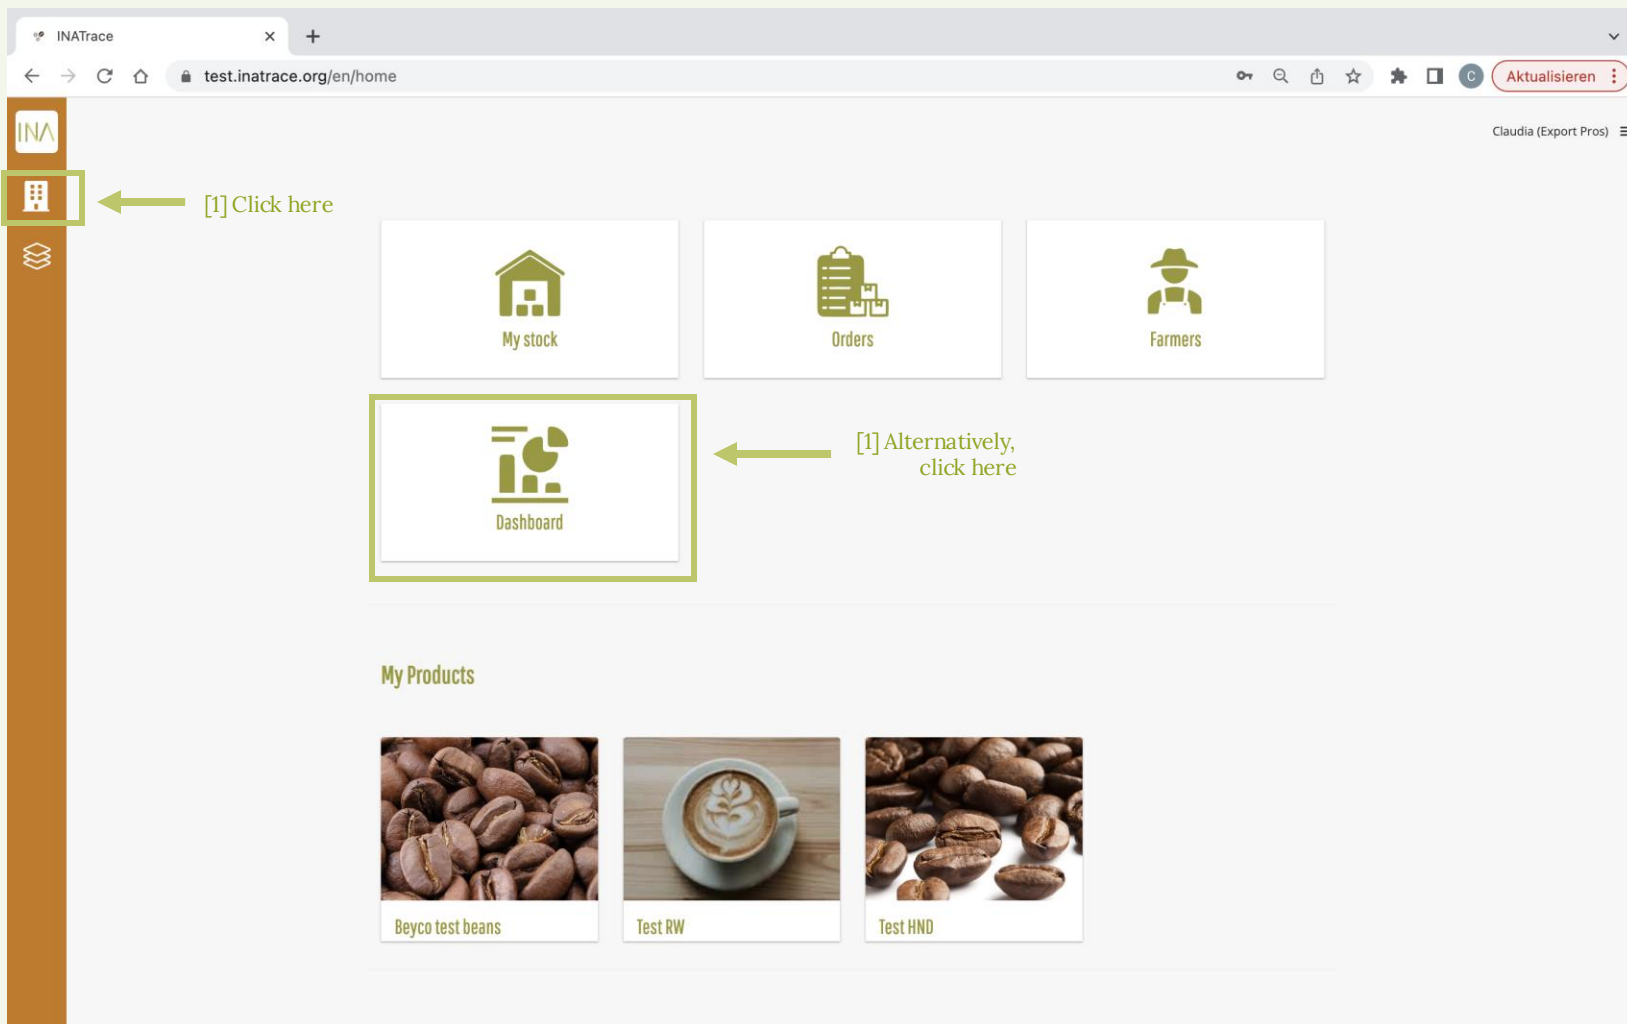 INATrace
test.inatrace.org/en/home
C
Aktualisieren
INA
Claudia (Export Pros)
[1] Click here
My stock
Orders
Farmers
[1] Alternatively,
click here
Dashboard
My Products
Beyco test beans
Test RW
Test HND